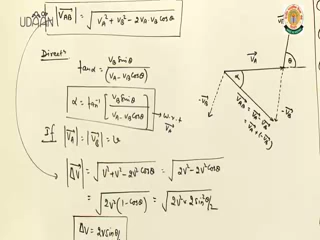 UDAAN
|V⃗AB| = √(VA² + VB² - 2VA.VB cosθ)
Direct:
tanα = VB sinθ / (VA - VB cosθ)
α = tan⁻¹ [VB sinθ / VA - VB cosθ] → w.r.t V⃗A
If |V⃗A| = |V⃗B| = v
|ΔV⃗| = √(V² + V² - 2V² cosθ) = √(2V² - 2V² cosθ)
= √(2V² (1 - cosθ)) = √(2V² × 2 sin² θ/2)
ΔV = 2V sin θ/2
V⃗A
θ
α
-V⃗B
-V⃗B
V⃗AB = V⃗A - V⃗B
= V⃗A + (-V⃗B)